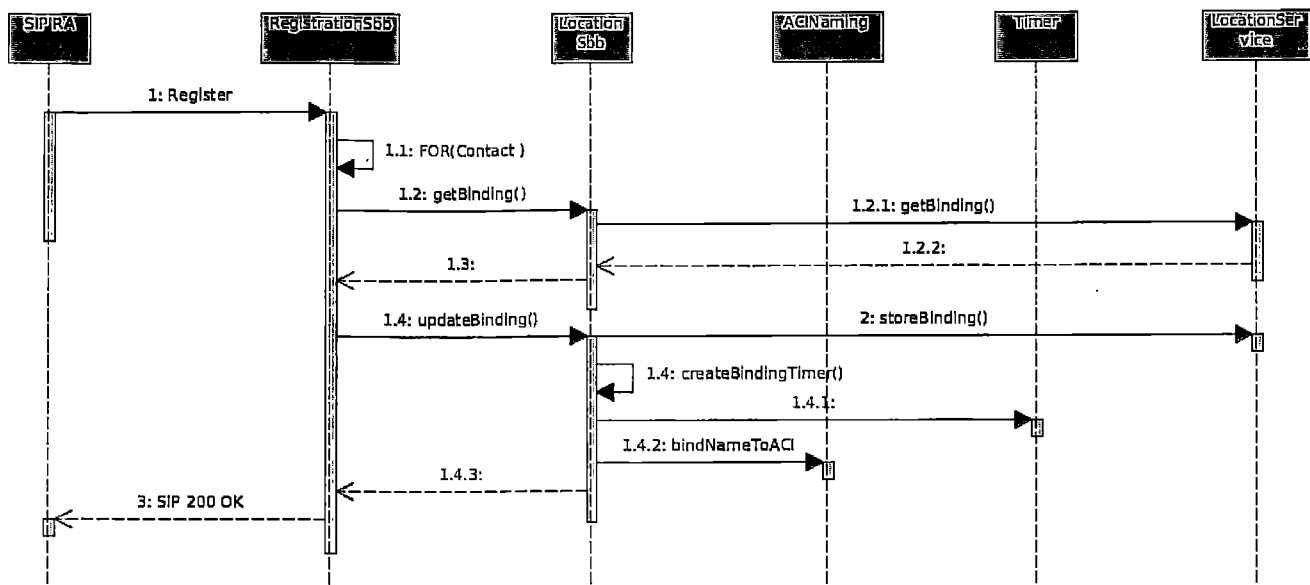 SIP RA
RegistrationSbb
Location
Sbb
ACINaming
Timer
LocationSer
vice
1: Register
1.1: FOR(Contact )
1.2: getBinding()
1.2.1: getBinding()
1.2.2:
1.3:
1.4: updateBinding()
2: storeBinding()
1.4: createBindingTimer()
1.4.1:
1.4.2: bindNameToACI
1.4.3:
3: SIP 200 OK